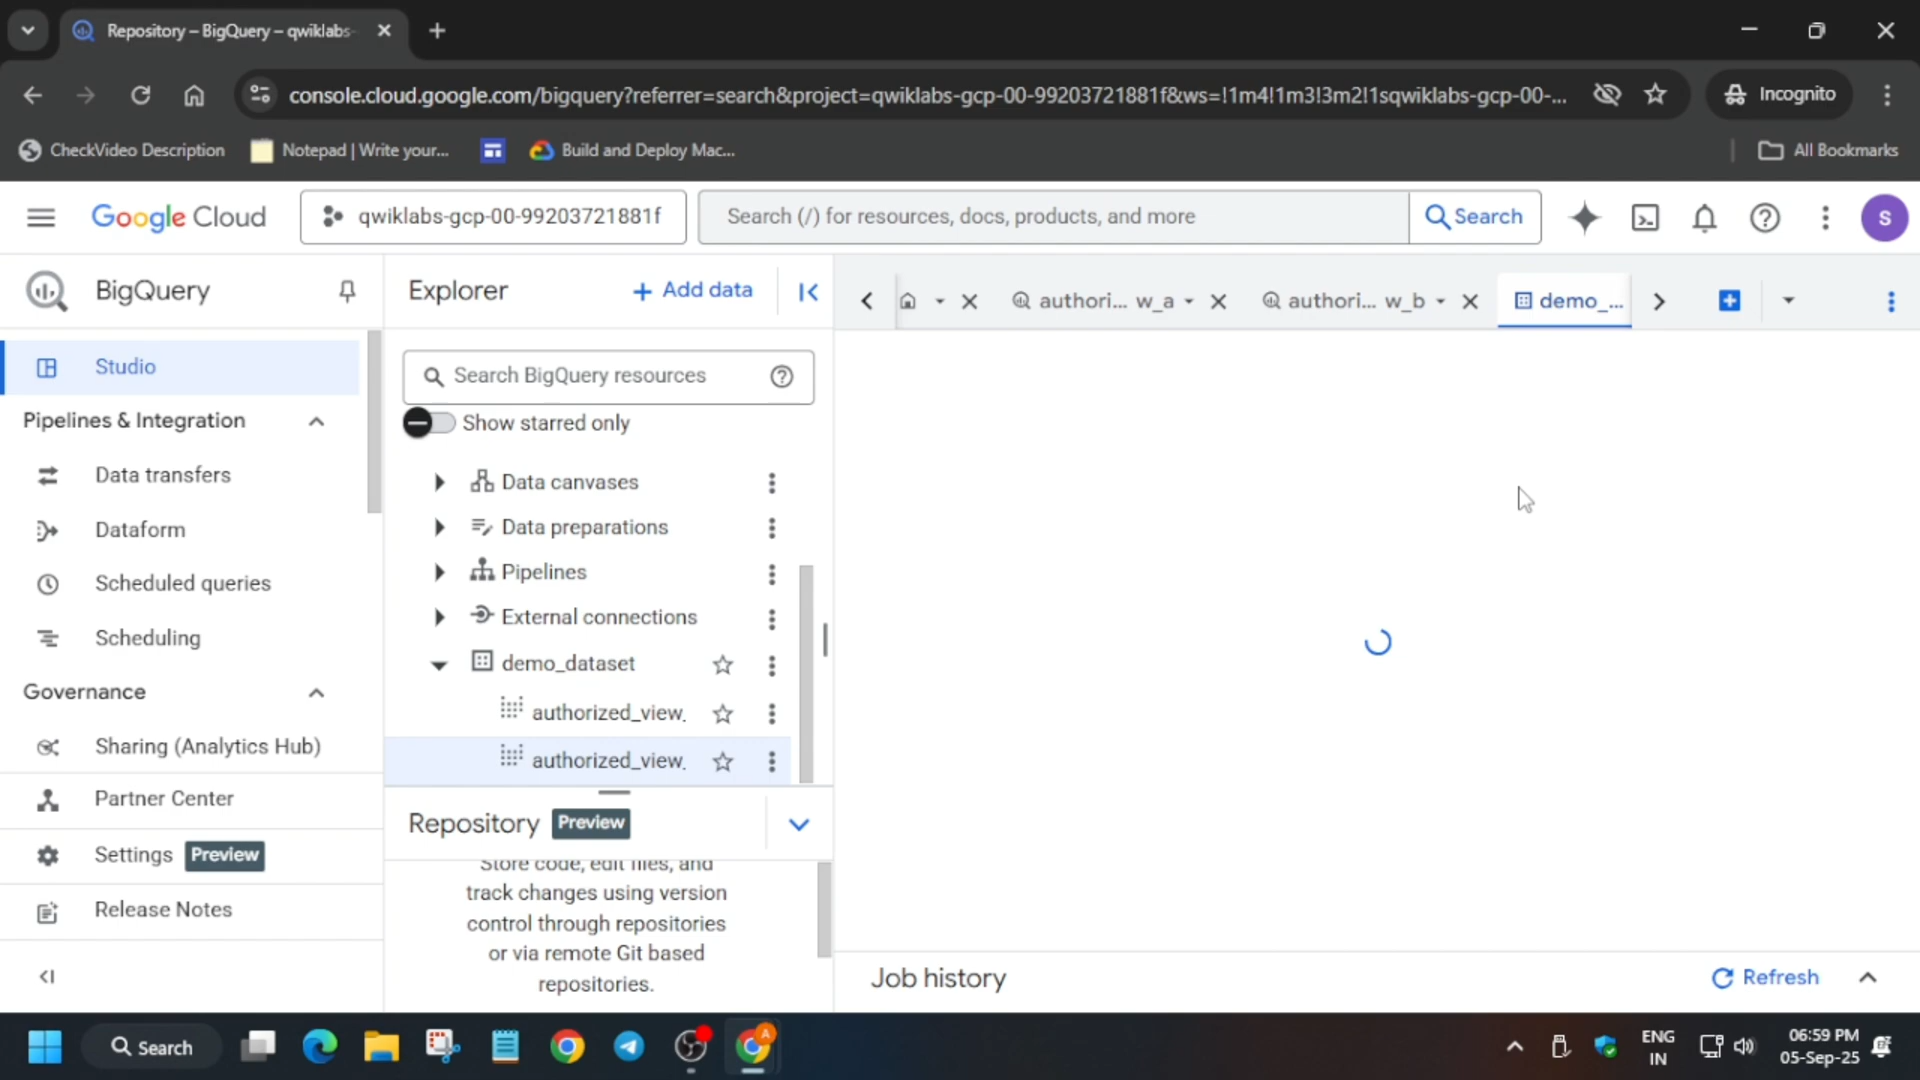 Repository – BigQuery – qwiklabs-
console.cloud.google.com/bigquery?referrer=search&project=qwiklabs-gcp-00-99203721881f&ws=!1m4!1m3!3m2!1sqwiklabs-gcp-00-...
Incognito
CheckVideo Description
Notepad | Write your...
Build and Deploy Mac...
All Bookmarks
Google Cloud
qwiklabs-gcp-00-99203721881f
Search (/) for resources, docs, products, and more
Search
S
BigQuery
Studio
Pipelines & Integration
Data transfers
Dataform
Scheduled queries
Scheduling
Governance
Sharing (Analytics Hub)
Partner Center
Settings Preview
Release Notes
Explorer
+ Add data
Search BigQuery resources
Show starred only
Data canvases
Data preparations
Pipelines
External connections
demo_dataset
authorized_view.
authorized_view.
Repository Preview
Store code, edit files, and
track changes using version
control through repositories
or via remote Git based
repositories.
authori... w_a
authori... w_b
demo_...
Job history
Refresh
Search
A
ENG
IN
06:59 PM
05-Sep-25